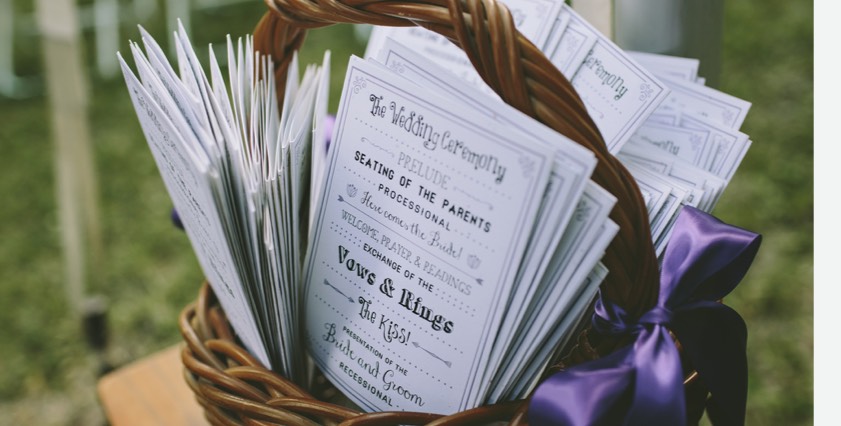 The Wedding Ceremony
PRELUDE
SEATING OF THE PARENTS
PROCESSIONAL
Here comes the Bride!
WELCOME, PRAYER & READINGS
EXCHANGE OF THE
Vows & Rings
The Kiss!
PRESENTATION OF THE
Bride and Groom
RECESSIONAL
Ceremony